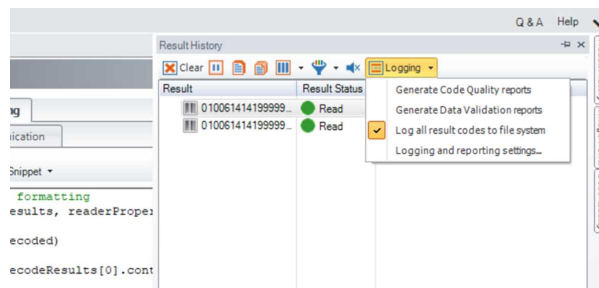 Q & A Help
Result History
Clear Logging
Result Result Status
010061414199999... Read
010061414199999... Read
Generate Code Quality reports
Generate Data Validation reports
Log all result codes to file system
Logging and reporting settings...
ng
nication
Snippet
formatting
esults, readerProper
ecoded)
ecodeResults[0].cont